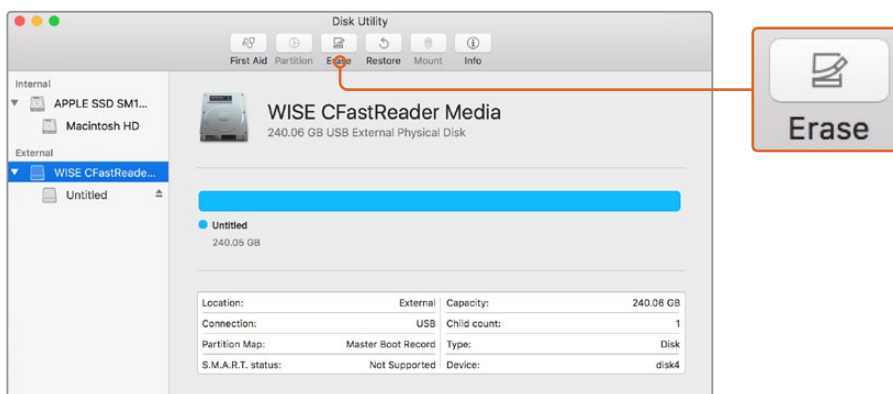 Disk Utility
First Aid Partition Erase Restore Mount Info
Erase
Internal
APPLE SSD SM1...
Macintosh HD
External
WISE CFastReade...
Untitled
WISE CFastReader Media
240.06 GB USB External Physical Disk
Untitled
240.05 GB
Location: External Capacity: 240.06 GB
Connection: USB Child count: 1
Partition Map: Master Boot Record Type: Disk
S.M.A.R.T. status: Not Supported Device: disk4